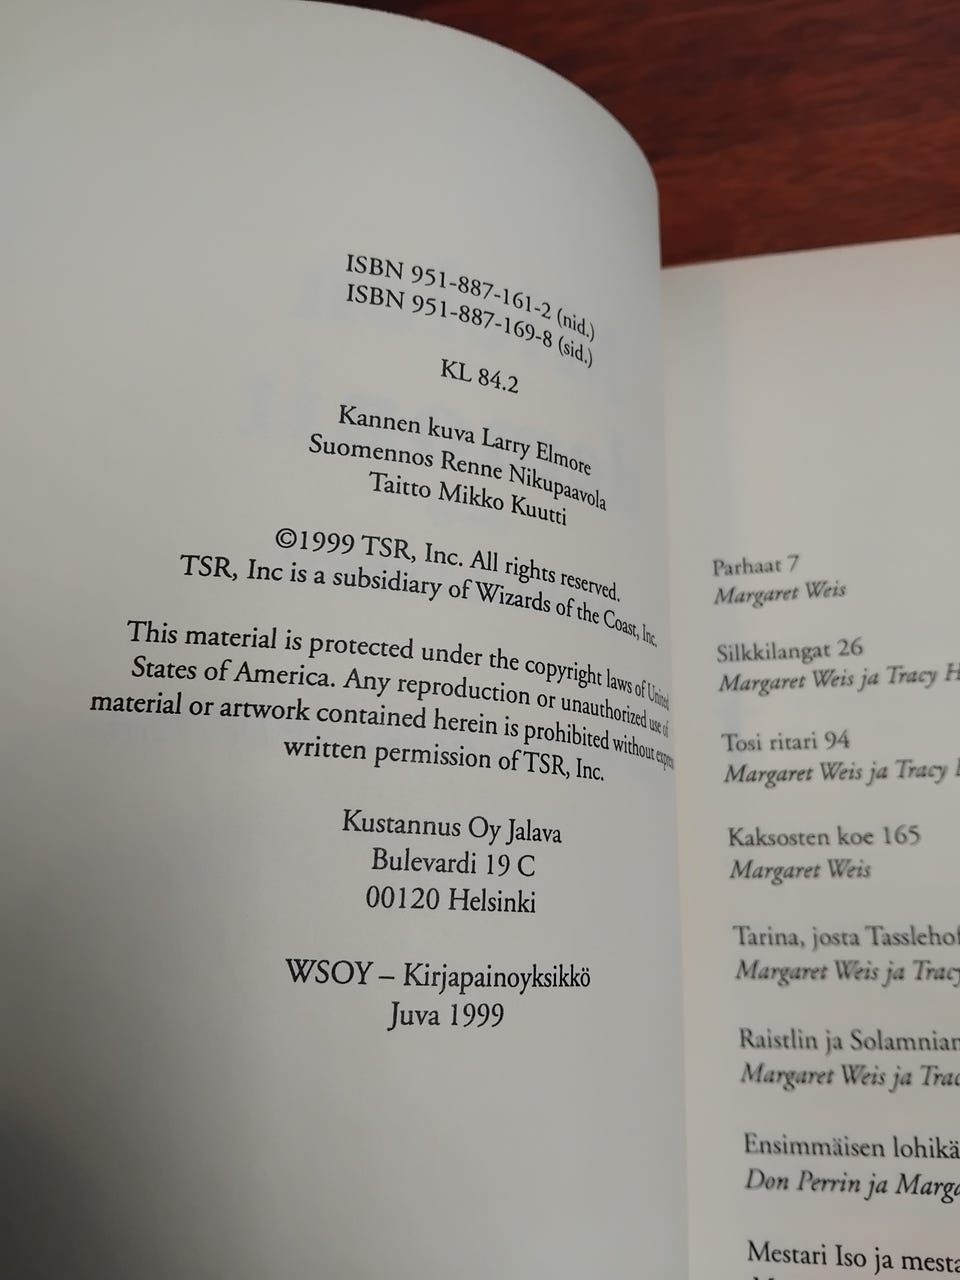 ISBN 951-887-161-2 (nid.)
ISBN 951-887-169-8 (sid.)
KL 84.2
Kannen kuva Larry Elmore
Suomennos Renne Nikupaavola
Taitto Mikko Kuutti
©1999 TSR, Inc. All rights reserved.
TSR, Inc is a subsidiary of Wizards of the Coast, Inc.
This material is protected under the copyright laws of United
States of America. Any reproduction or unauthorized use of
material or artwork contained herein is prohibited without
written permission of TSR, Inc.
Kustannus Oy Jalava
Bulevardi 19 C
00120 Helsinki
WSOY – Kirjapainoyksikkö
Juva 1999
Parhaat 7
Margaret Weis
Silkkilangat 26
Margaret Weis ja Tracy
Tosi ritari 94
Margaret Weis ja Tracy
Kaksosten koe 165
Margaret Weis
Tarina, josta
Margaret Weis ja
Raistlin ja
Margaret Weis ja
Ensimmäisen
Don Perrin ja
Mestari Iso ja